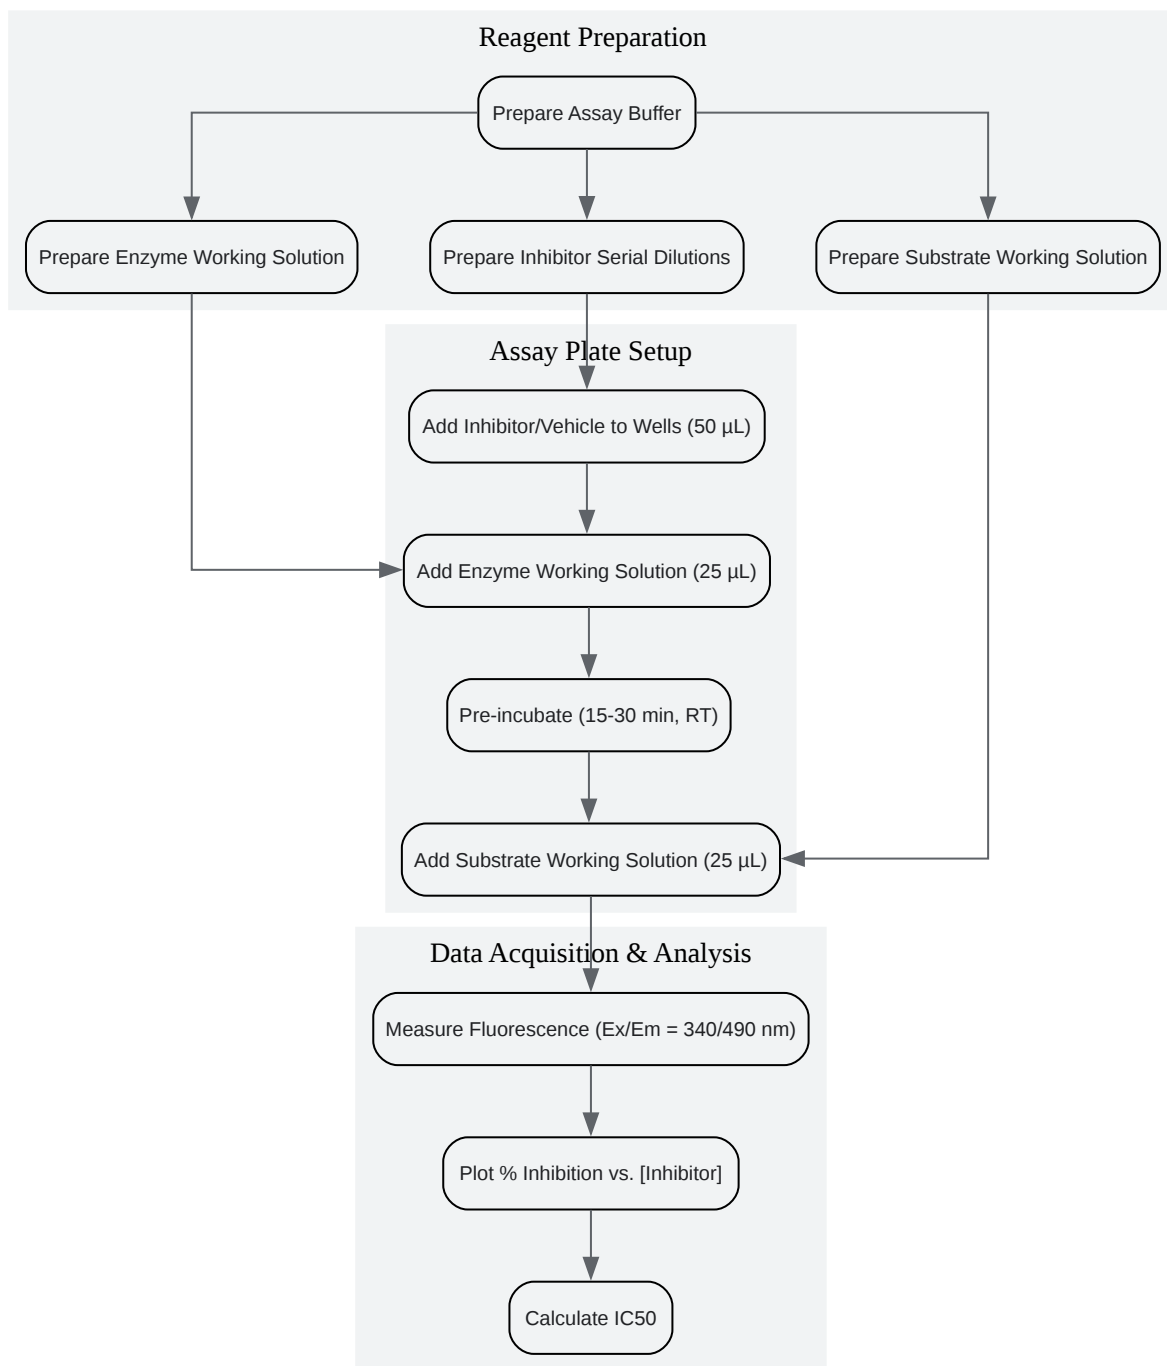 Reagent Preparation
Prepare Assay Buffer
Prepare Enzyme Working Solution
Prepare Inhibitor Serial Dilutions
Prepare Substrate Working Solution
Assay Plate Setup
Add Inhibitor/Vehicle to Wells (50 µL)
Add Enzyme Working Solution (25 µL)
Pre-incubate (15-30 min, RT)
Add Substrate Working Solution (25 µL)
Data Acquisition & Analysis
Measure Fluorescence (Ex/Em = 340/490 nm)
Plot % Inhibition vs. [Inhibitor]
Calculate IC50